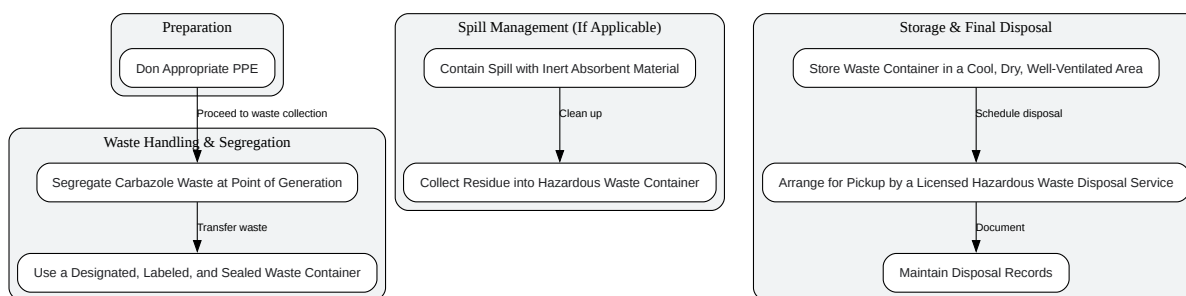 Preparation
Don Appropriate PPE
Proceed to waste collection
Waste Handling & Segregation
Segregate Carbazole Waste at Point of Generation
Transfer waste
Use a Designated, Labeled, and Sealed Waste Container
Spill Management (If Applicable)
Contain Spill with Inert Absorbent Material
Clean up
Collect Residue into Hazardous Waste Container
Storage & Final Disposal
Store Waste Container in a Cool, Dry, Well-Ventilated Area
Schedule disposal
Arrange for Pickup by a Licensed Hazardous Waste Disposal Service
Document
Maintain Disposal Records